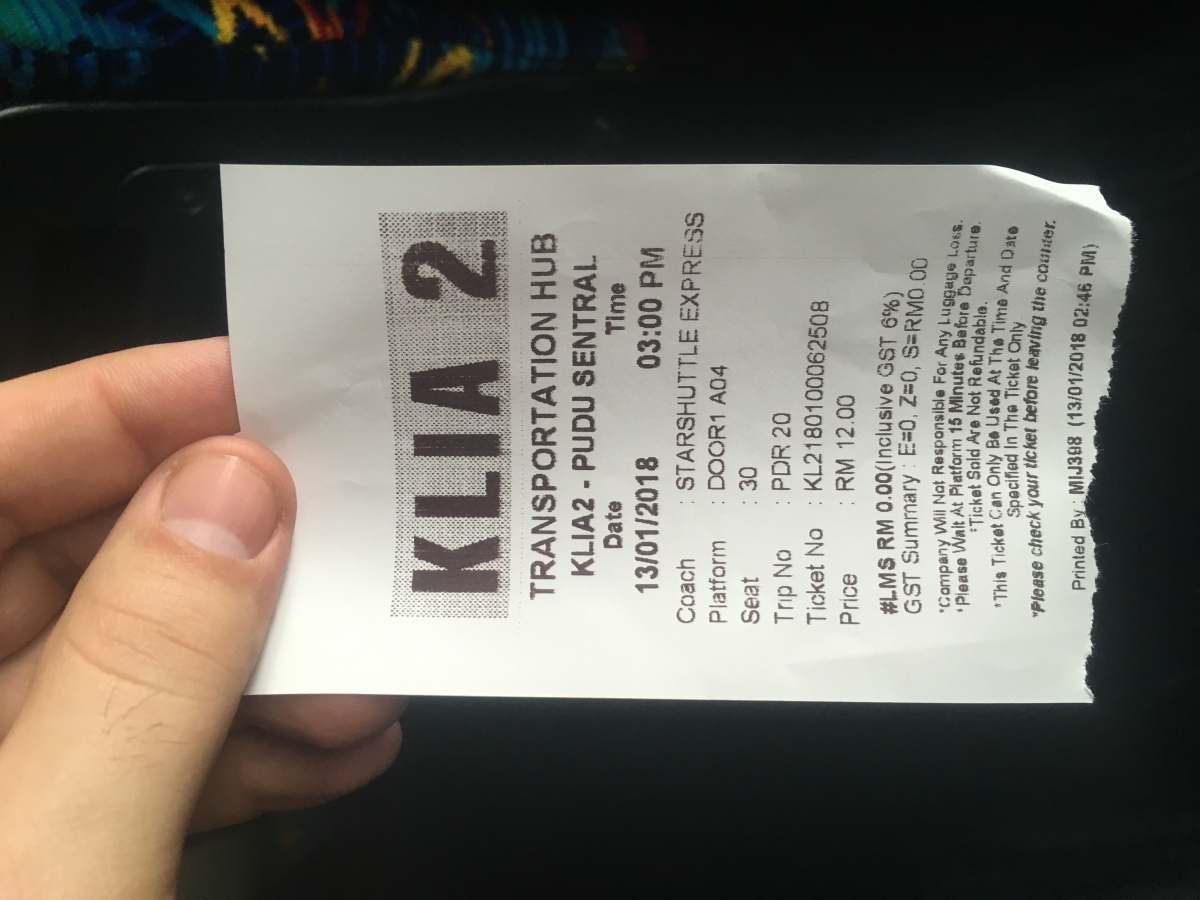 KLIA 2
TRANSPORTATION HUB
KLIA2 - PUDU SENTRAL
Date Time
13/01/2018 03:00 PM
Coach : STARSHUTTLE EXPRESS
Platform : DOOR1 A04
Seat : 30
Trip No : PDR 20
Ticket No : KL21801000062508
Price : RM 12.00
#LMS RM 0.00(Inclusive GST 6%)
GST Summary : E=0, Z=0, S=RM0.00
*Company Will Not Responsible For Any Luggage Loss.
*Please Wait At Platform 15 Minutes Before Departure.
*Ticket Sold Are Not Refundable.
*This Ticket Can Only Be Used At The Time And Date
Specified In The Ticket Only
*Please check your ticket before leaving the counter.
Printed By : MIJ398 (13/01/2018 02:46 PM)